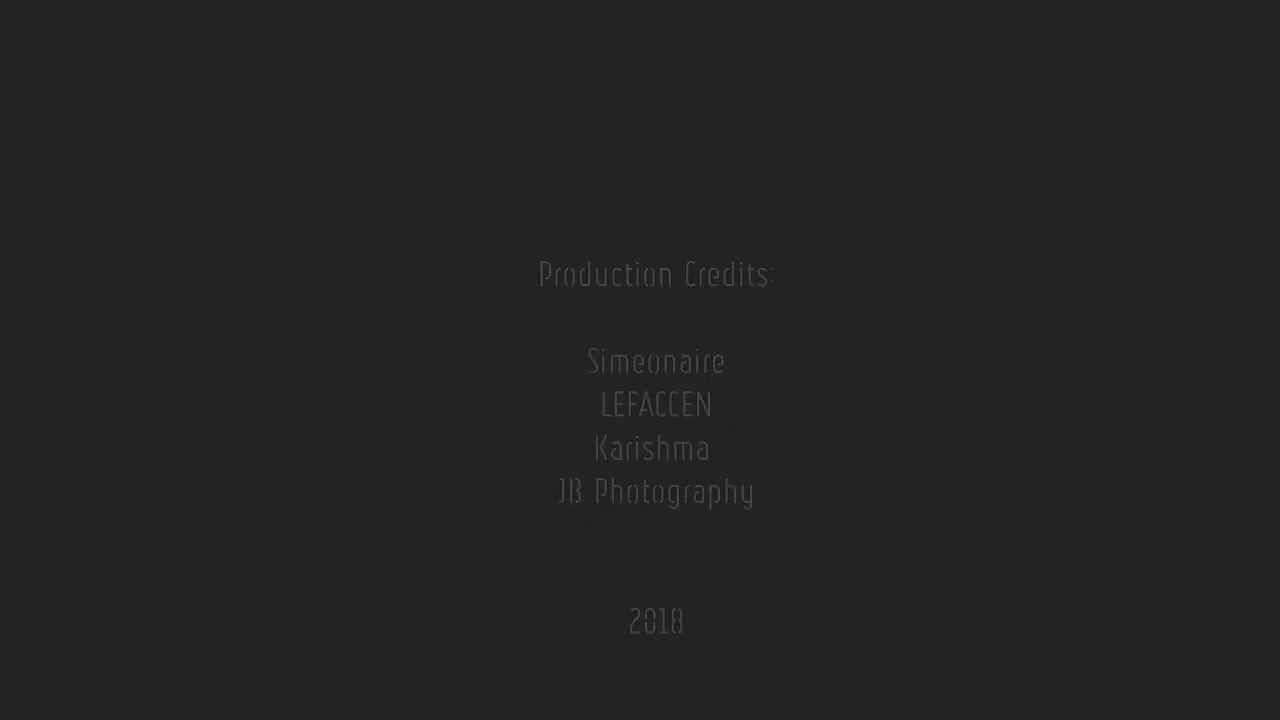 Production Credits:
Simeonaire
LEFACCEN
Karishma
JB Photography
2018